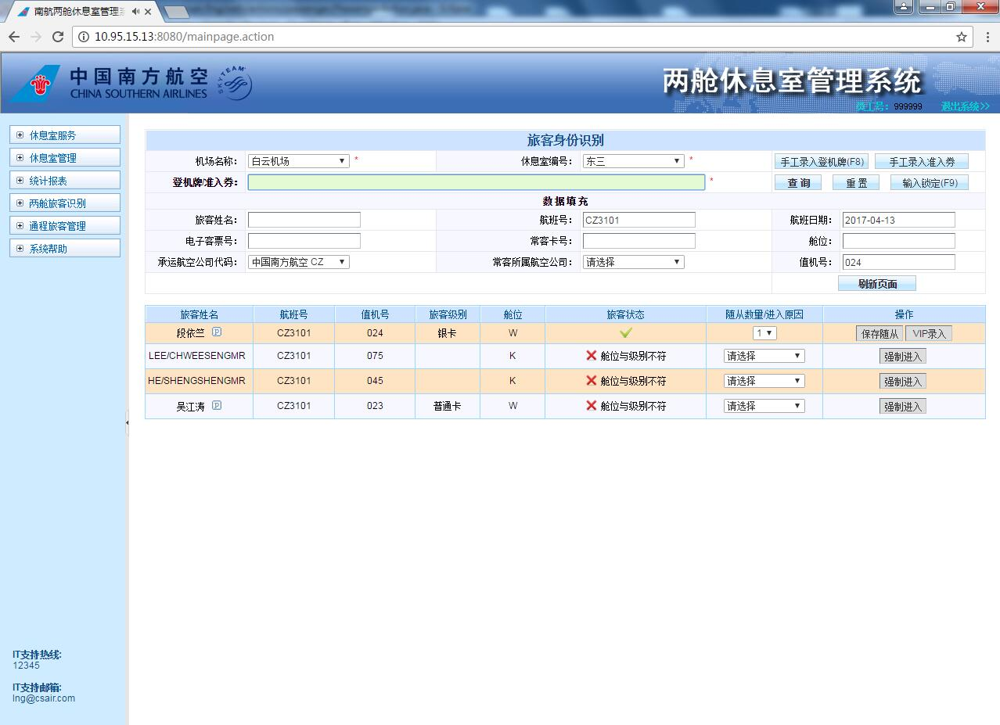 南航两舱休息室管理
10.95.15.13:8080/mainpage.action
中国南方航空
CHINA SOUTHERN AIRLINES
SKYTEAM
两舱休息室管理系统
员工号： 999999 退出系统>>
休息室服务
休息室管理
统计报表
两舱旅客识别
通程旅客管理
系统帮助
旅客身份识别
机场名称： 白云机场 * 休息室编号： 东三 * 手工录入登机牌(F8) 手工录入准入券
登机牌/准入券： * 查 询 重 置 输入锁定(F9)
数据填充
旅客姓名： 航班号： CZ3101 航班日期： 2017-04-13
电子客票号： 常客卡号： 舱位：
承运航空公司代码： 中国南方航空 CZ 常客所属航空公司： 请选择 值机号： 024
刷新页面
旅客姓名 航班号 值机号 旅客级别 舱位 旅客状态 随从数量/进入原因 操作
段依竺 P CZ3101 024 银卡 W 1 保存随从 VIP录入
LEE/CHWEESENGMR CZ3101 075 K 舱位与级别不符 请选择 强制进入
HE/SHENGSHENGMR CZ3101 045 K 舱位与级别不符 请选择 强制进入
吴江涛 P CZ3101 023 普通卡 W 舱位与级别不符 请选择 强制进入
IT支持热线:
12345
IT支持邮箱:
lng@csair.com